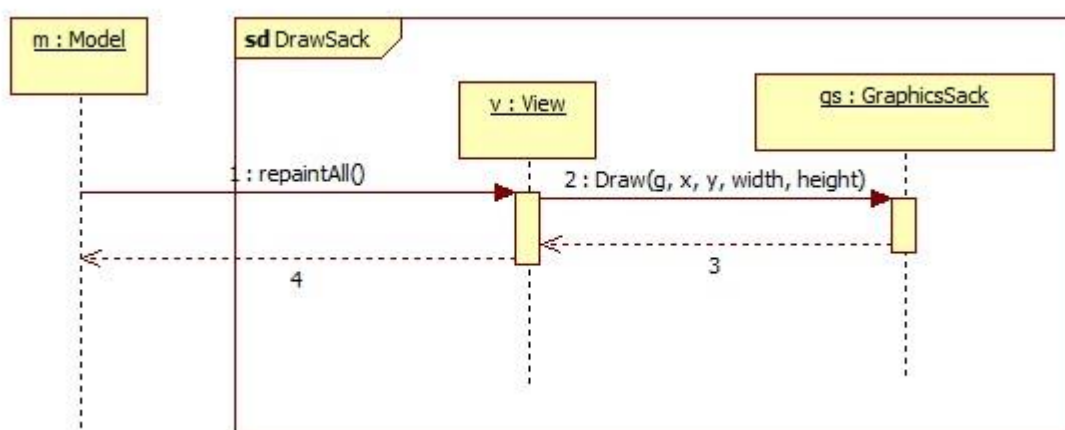 m : Model
sd DrawSack
v : View
gs : GraphicsSack
1 : repaintAll()
2 : Draw(g, x, y, width, height)
3
4